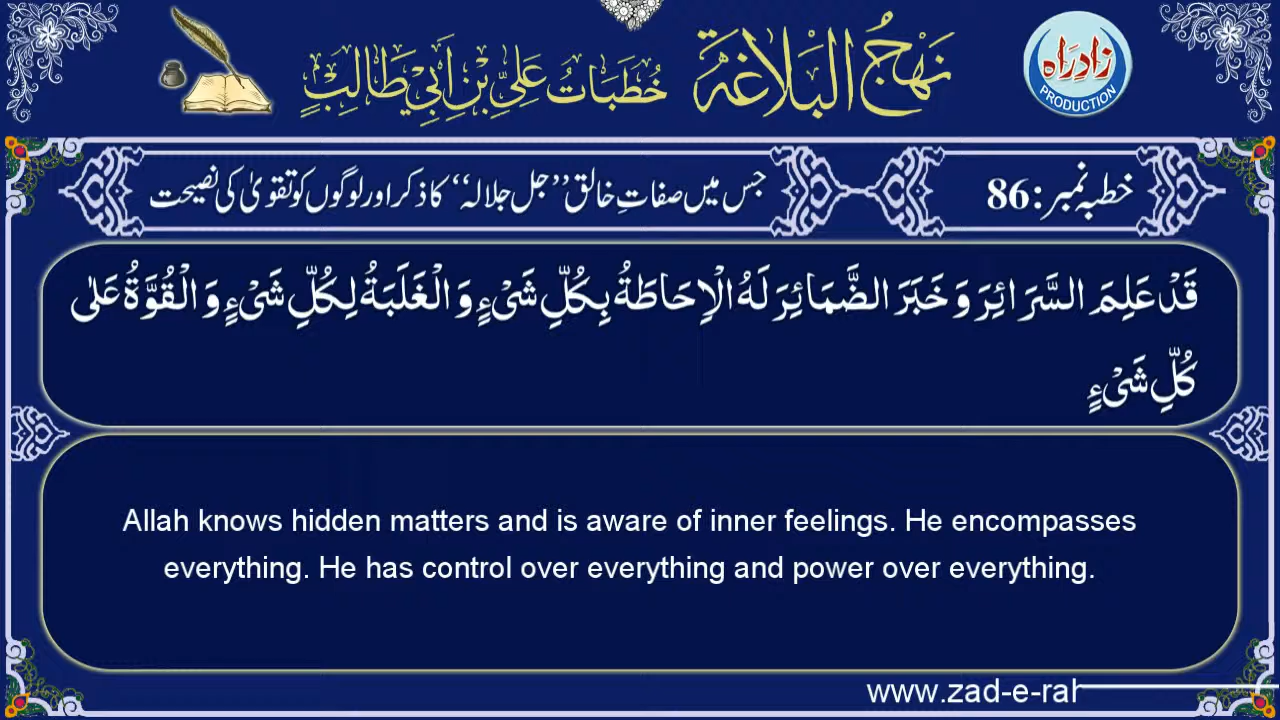 نَهْجُ الْبَلَاغَة خُطَبَاتُ عَلِيِّ بْنِ اَبِي طَالِبٍ
زادِراہ
PRODUCTION
خطبہ نمبر: 86
جس میں صفاتِ خالق ”جل جلالہ“ کا ذکر اور لوگوں کو تقویٰ کی نصیحت
قَدْ عَلِمَ السَّرَائِرَ وَ خَبَرَ الضَّمَائِرَ لَهُ الْاِحَاطَةُ بِكُلِّ شَیْءٍ وَ الْغَلَبَةُ لِكُلِّ شَیْءٍ وَ الْقُوَّةُ عَلٰى
كُلِّ شَیْءٍ
Allah knows hidden matters and is aware of inner feelings. He encompasses
everything. He has control over everything and power over everything.
www.zad-e-rah